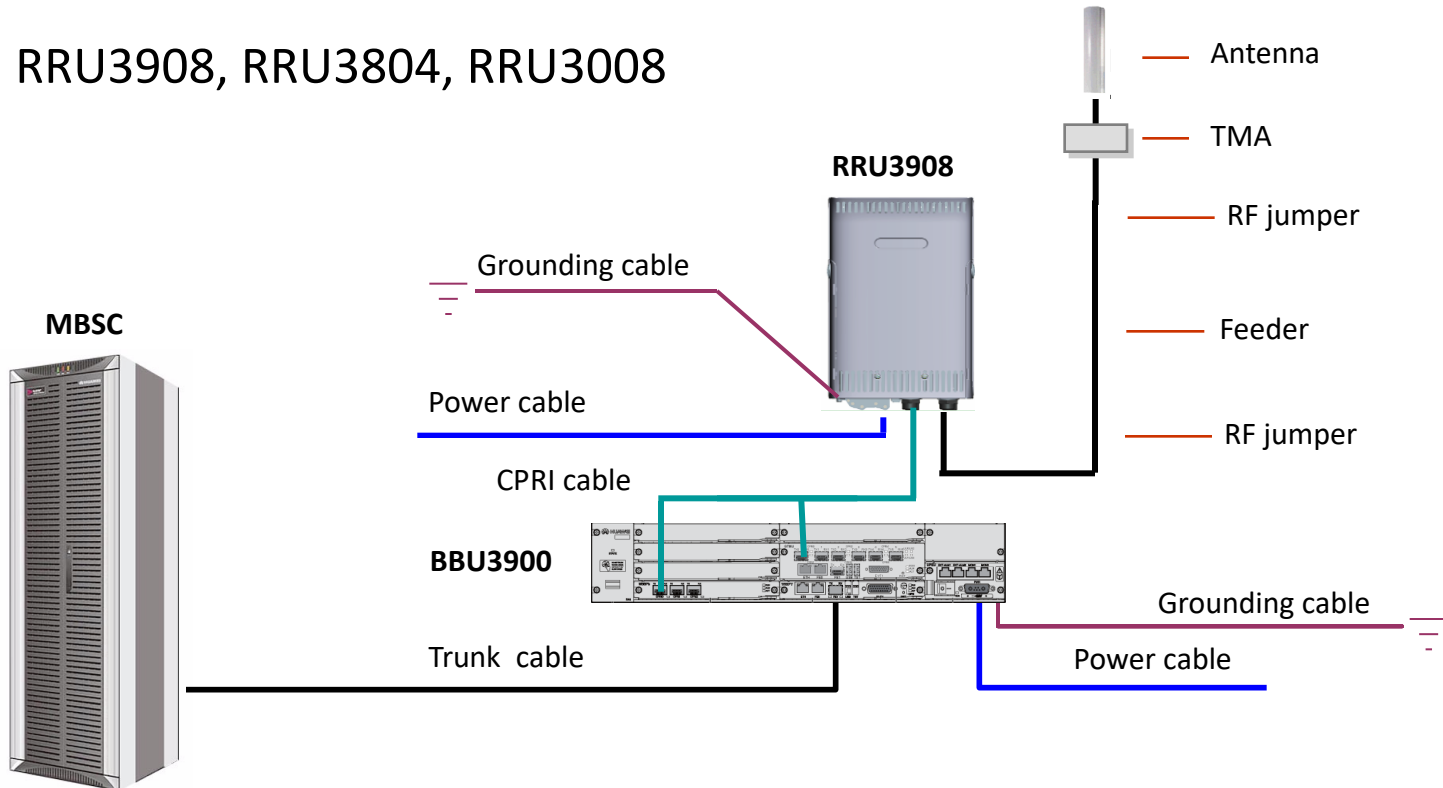 RRU3908, RRU3804, RRU3008
Antenna
TMA
RRU3908
RF jumper
Grounding cable
MBSC
Feeder
Power cable
RF jumper
CPRI cable
BBU3900
Grounding cable
Trunk cable
Power cable